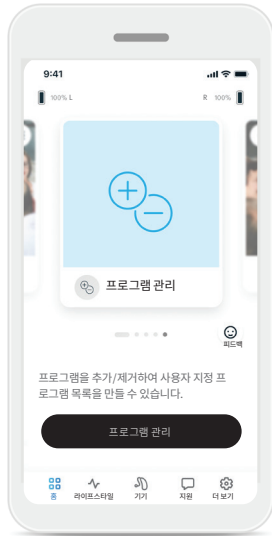 9:41
100% L
R 100%
프로그램 관리
피드백
프로그램을 추가/제거하여 사용자 지정 프
로그램 목록을 만들 수 있습니다.
프로그램 관리
홈 라이프스타일 기기 지원 더 보기